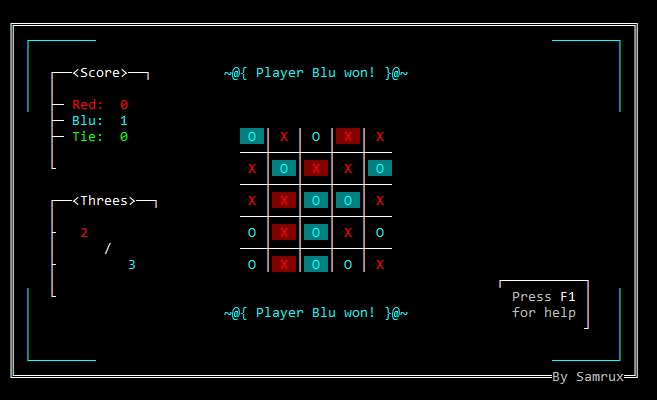 <Score>
~@{ Player Blu won! }@~
Red: 0
Blu: 1
Tie: 0
O X O X X
X O X X O
<Threes>
X X O O X
2
O X O X O
/
3
O X O O X
Press F1
for help
~@{ Player Blu won! }@~
By Samrux